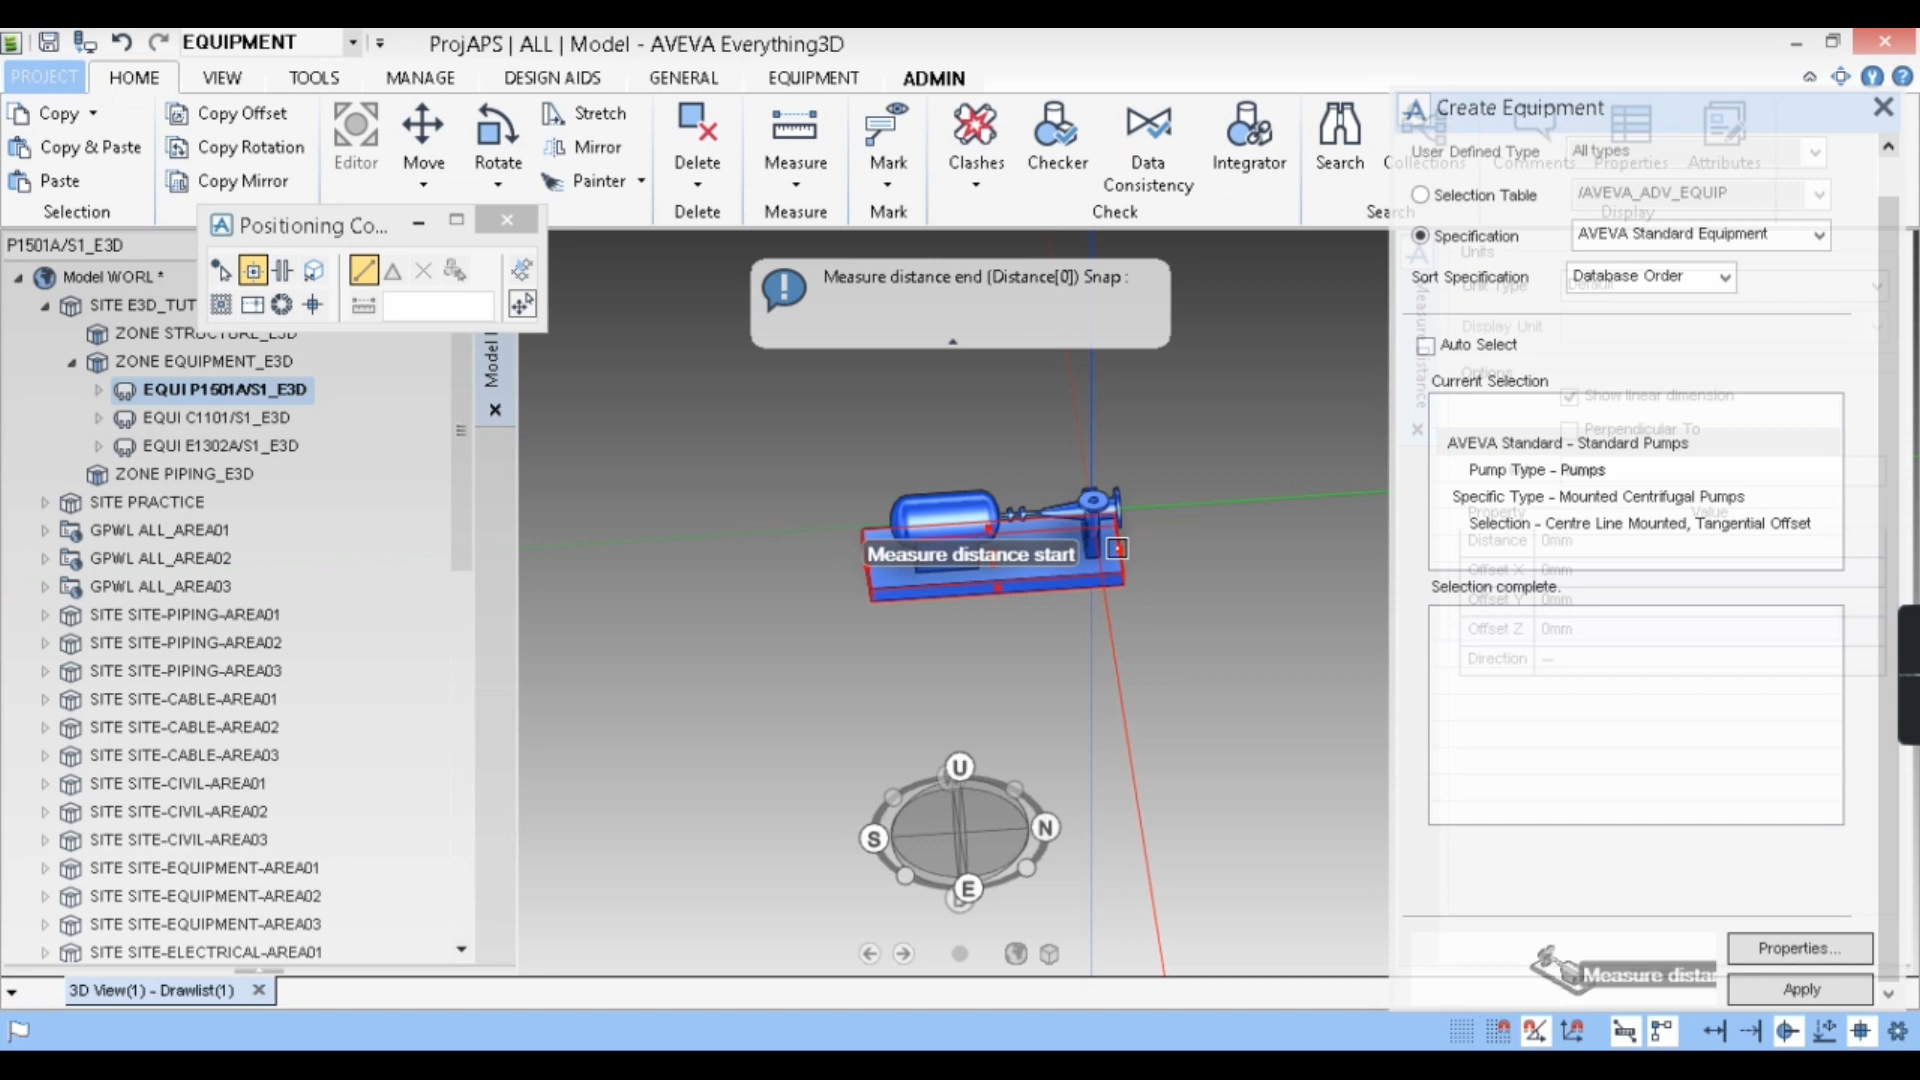 EQUIPMENT
ProjAPS | ALL | Model - AVEVA Everything3D
PROJECT HOME VIEW TOOLS MANAGE DESIGN AIDS GENERAL EQUIPMENT ADMIN
Copy
Copy & Paste
Paste
Selection
Copy Offset
Copy Rotation
Copy Mirror
Editor
Move
Rotate
Stretch
Mirror
Painter
Delete
Delete
Measure
Measure
Mark
Mark
Clashes
Checker
Data
Consistency
Integrator
Check
Search
Search
Collections
Comments
Properties
Attributes
Display
Positioning Co...
P1501A/S1_E3D
Model WORL*
SITE E3D_TUT
ZONE STRUCTURE_E3D
ZONE EQUIPMENT_E3D
EQUI P1501A/S1_E3D
EQUI C1101/S1_E3D
EQUI E1302A/S1_E3D
ZONE PIPING_E3D
SITE PRACTICE
GPWL ALL_AREA01
GPWL ALL_AREA02
GPWL ALL_AREA03
SITE SITE-PIPING-AREA01
SITE SITE-PIPING-AREA02
SITE SITE-PIPING-AREA03
SITE SITE-CABLE-AREA01
SITE SITE-CABLE-AREA02
SITE SITE-CABLE-AREA03
SITE SITE-CIVIL-AREA01
SITE SITE-CIVIL-AREA02
SITE SITE-CIVIL-AREA03
SITE SITE-EQUIPMENT-AREA01
SITE SITE-EQUIPMENT-AREA02
SITE SITE-EQUIPMENT-AREA03
SITE SITE-ELECTRICAL-AREA01
Model
Measure distance end (Distance[0]) Snap :
Measure distance start
U
S
N
E
Create Equipment
User Defined Type All types
Selection Table /AVEVA_ADV_EQUIP
Specification AVEVA Standard Equipment
Units
Sort Specification Database Order
Unit Type Default
Display Unit
Auto Select
Options
Current Selection
Show linear dimension
Perpendicular To
AVEVA Standard - Standard Pumps
Pump Type - Pumps
Specific Type - Mounted Centrifugal Pumps
Property Value
Selection - Centre Line Mounted, Tangential Offset
Distance 0mm
Offset X 0mm
Selection complete.
Offset Y 0mm
Offset Z 0mm
Direction —
Measure Distance
Properties...
Measure distar
Apply
3D View(1) - Drawlist(1)